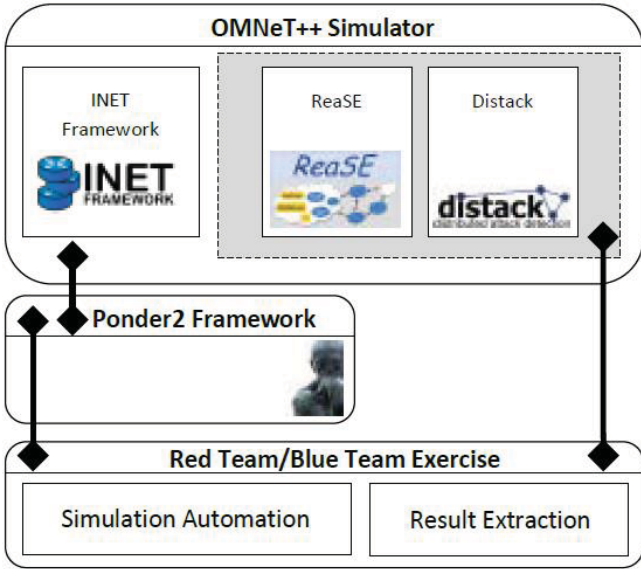 OMNeT++ Simulator
INET
Framework
INET
FRAMEWORK
ReaSE
ReaSE
Distack
distack
distributed attack detection
Ponder2 Framework
Red Team/Blue Team Exercise
Simulation Automation
Result Extraction